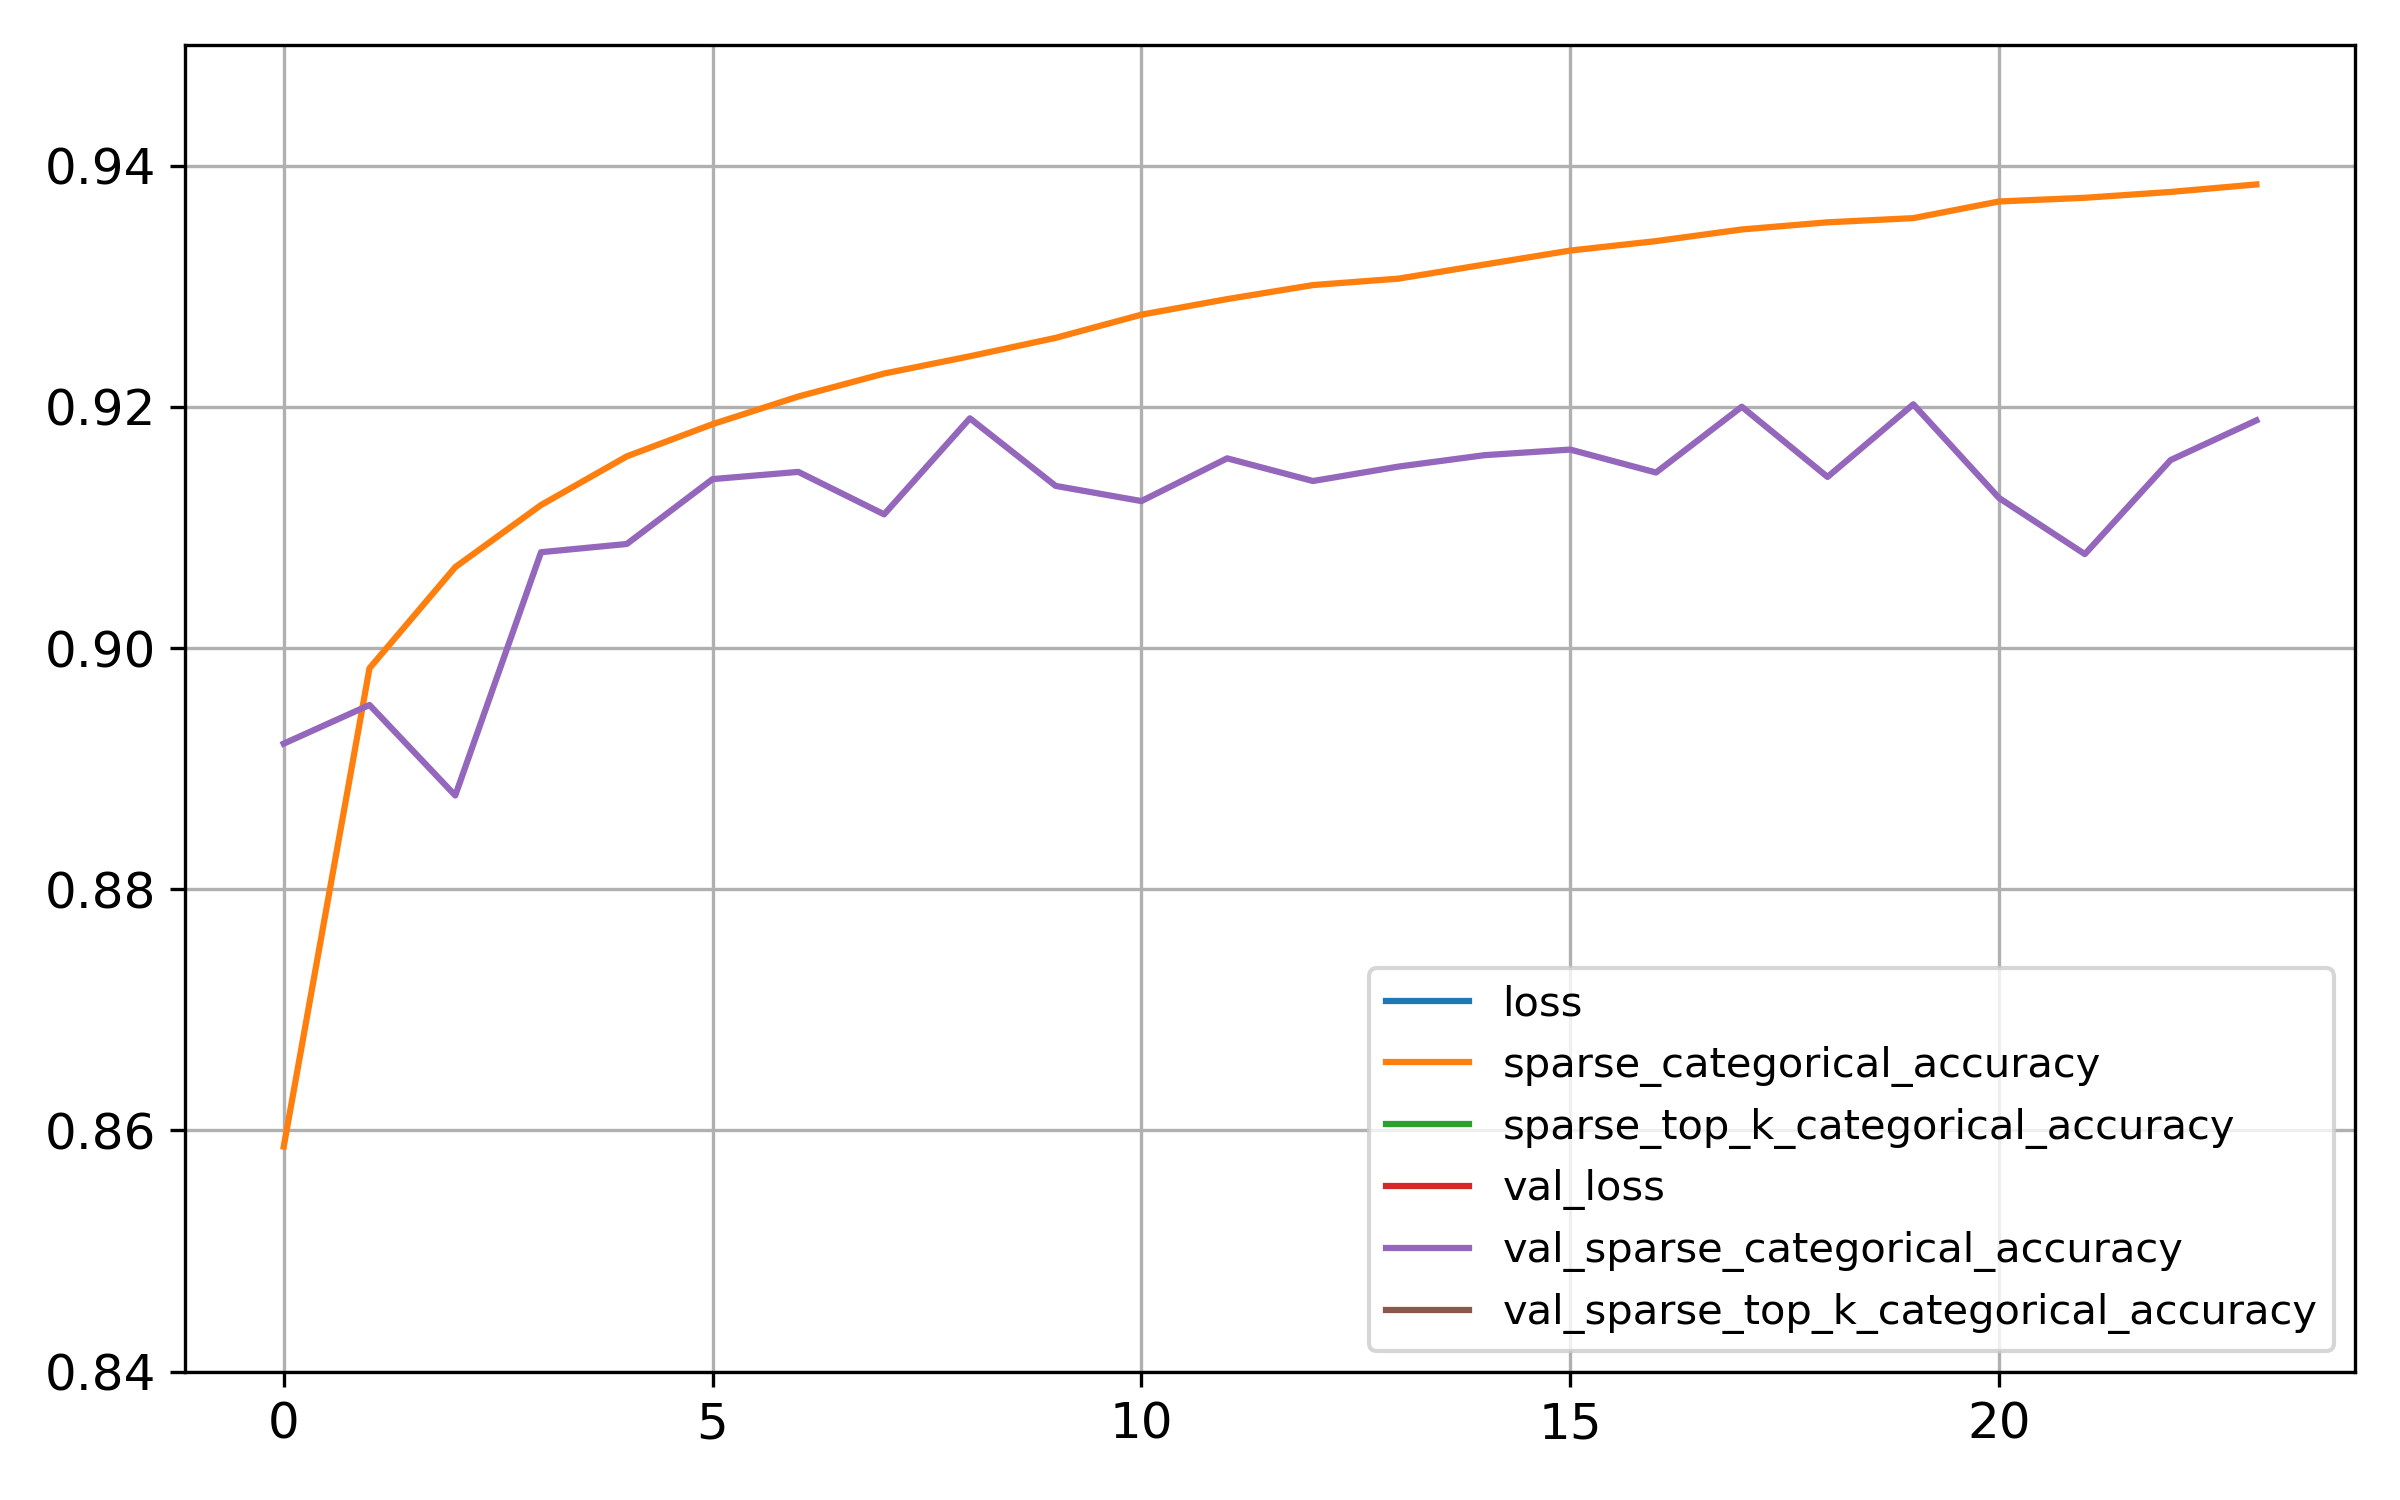 0.94
0.92
0.90
0.88
0.86
0.84
0
5
10
15
20
loss
sparse_categorical_accuracy
sparse_top_k_categorical_accuracy
val_loss
val_sparse_categorical_accuracy
val_sparse_top_k_categorical_accuracy